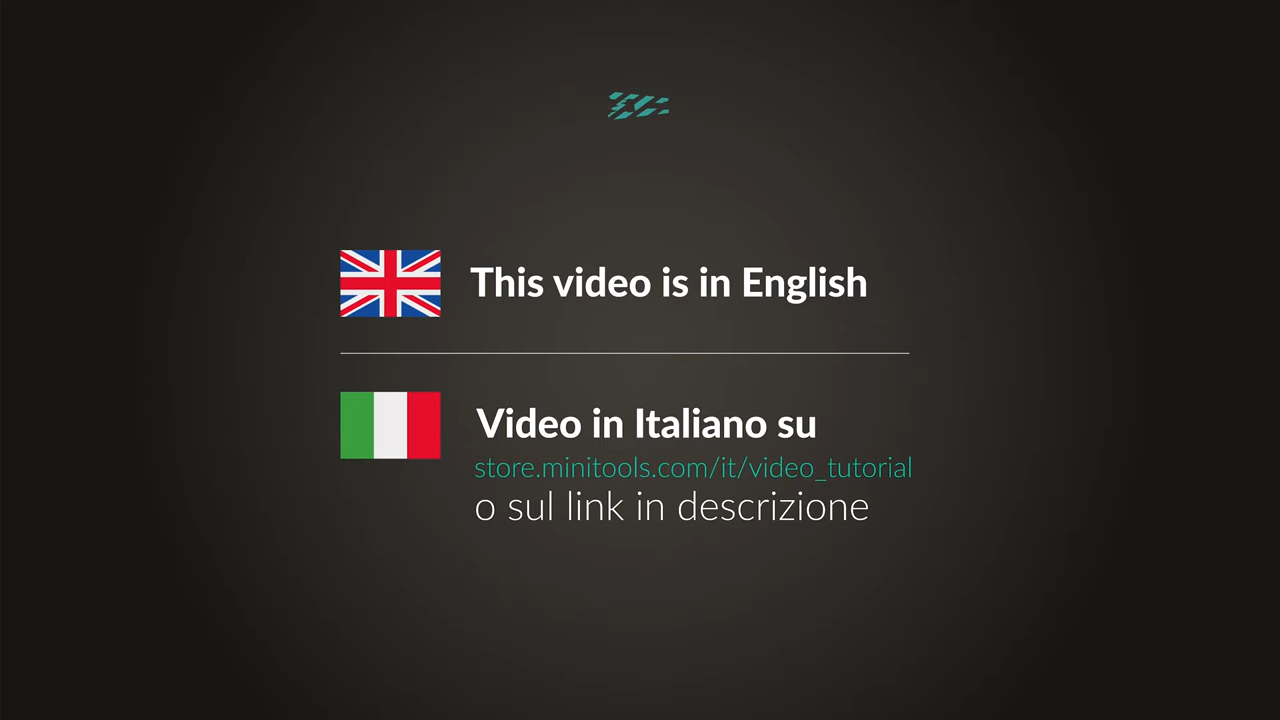 This video is in English
Video in Italiano su
store.minitools.com/it/video_tutorial
o sul link in descrizione